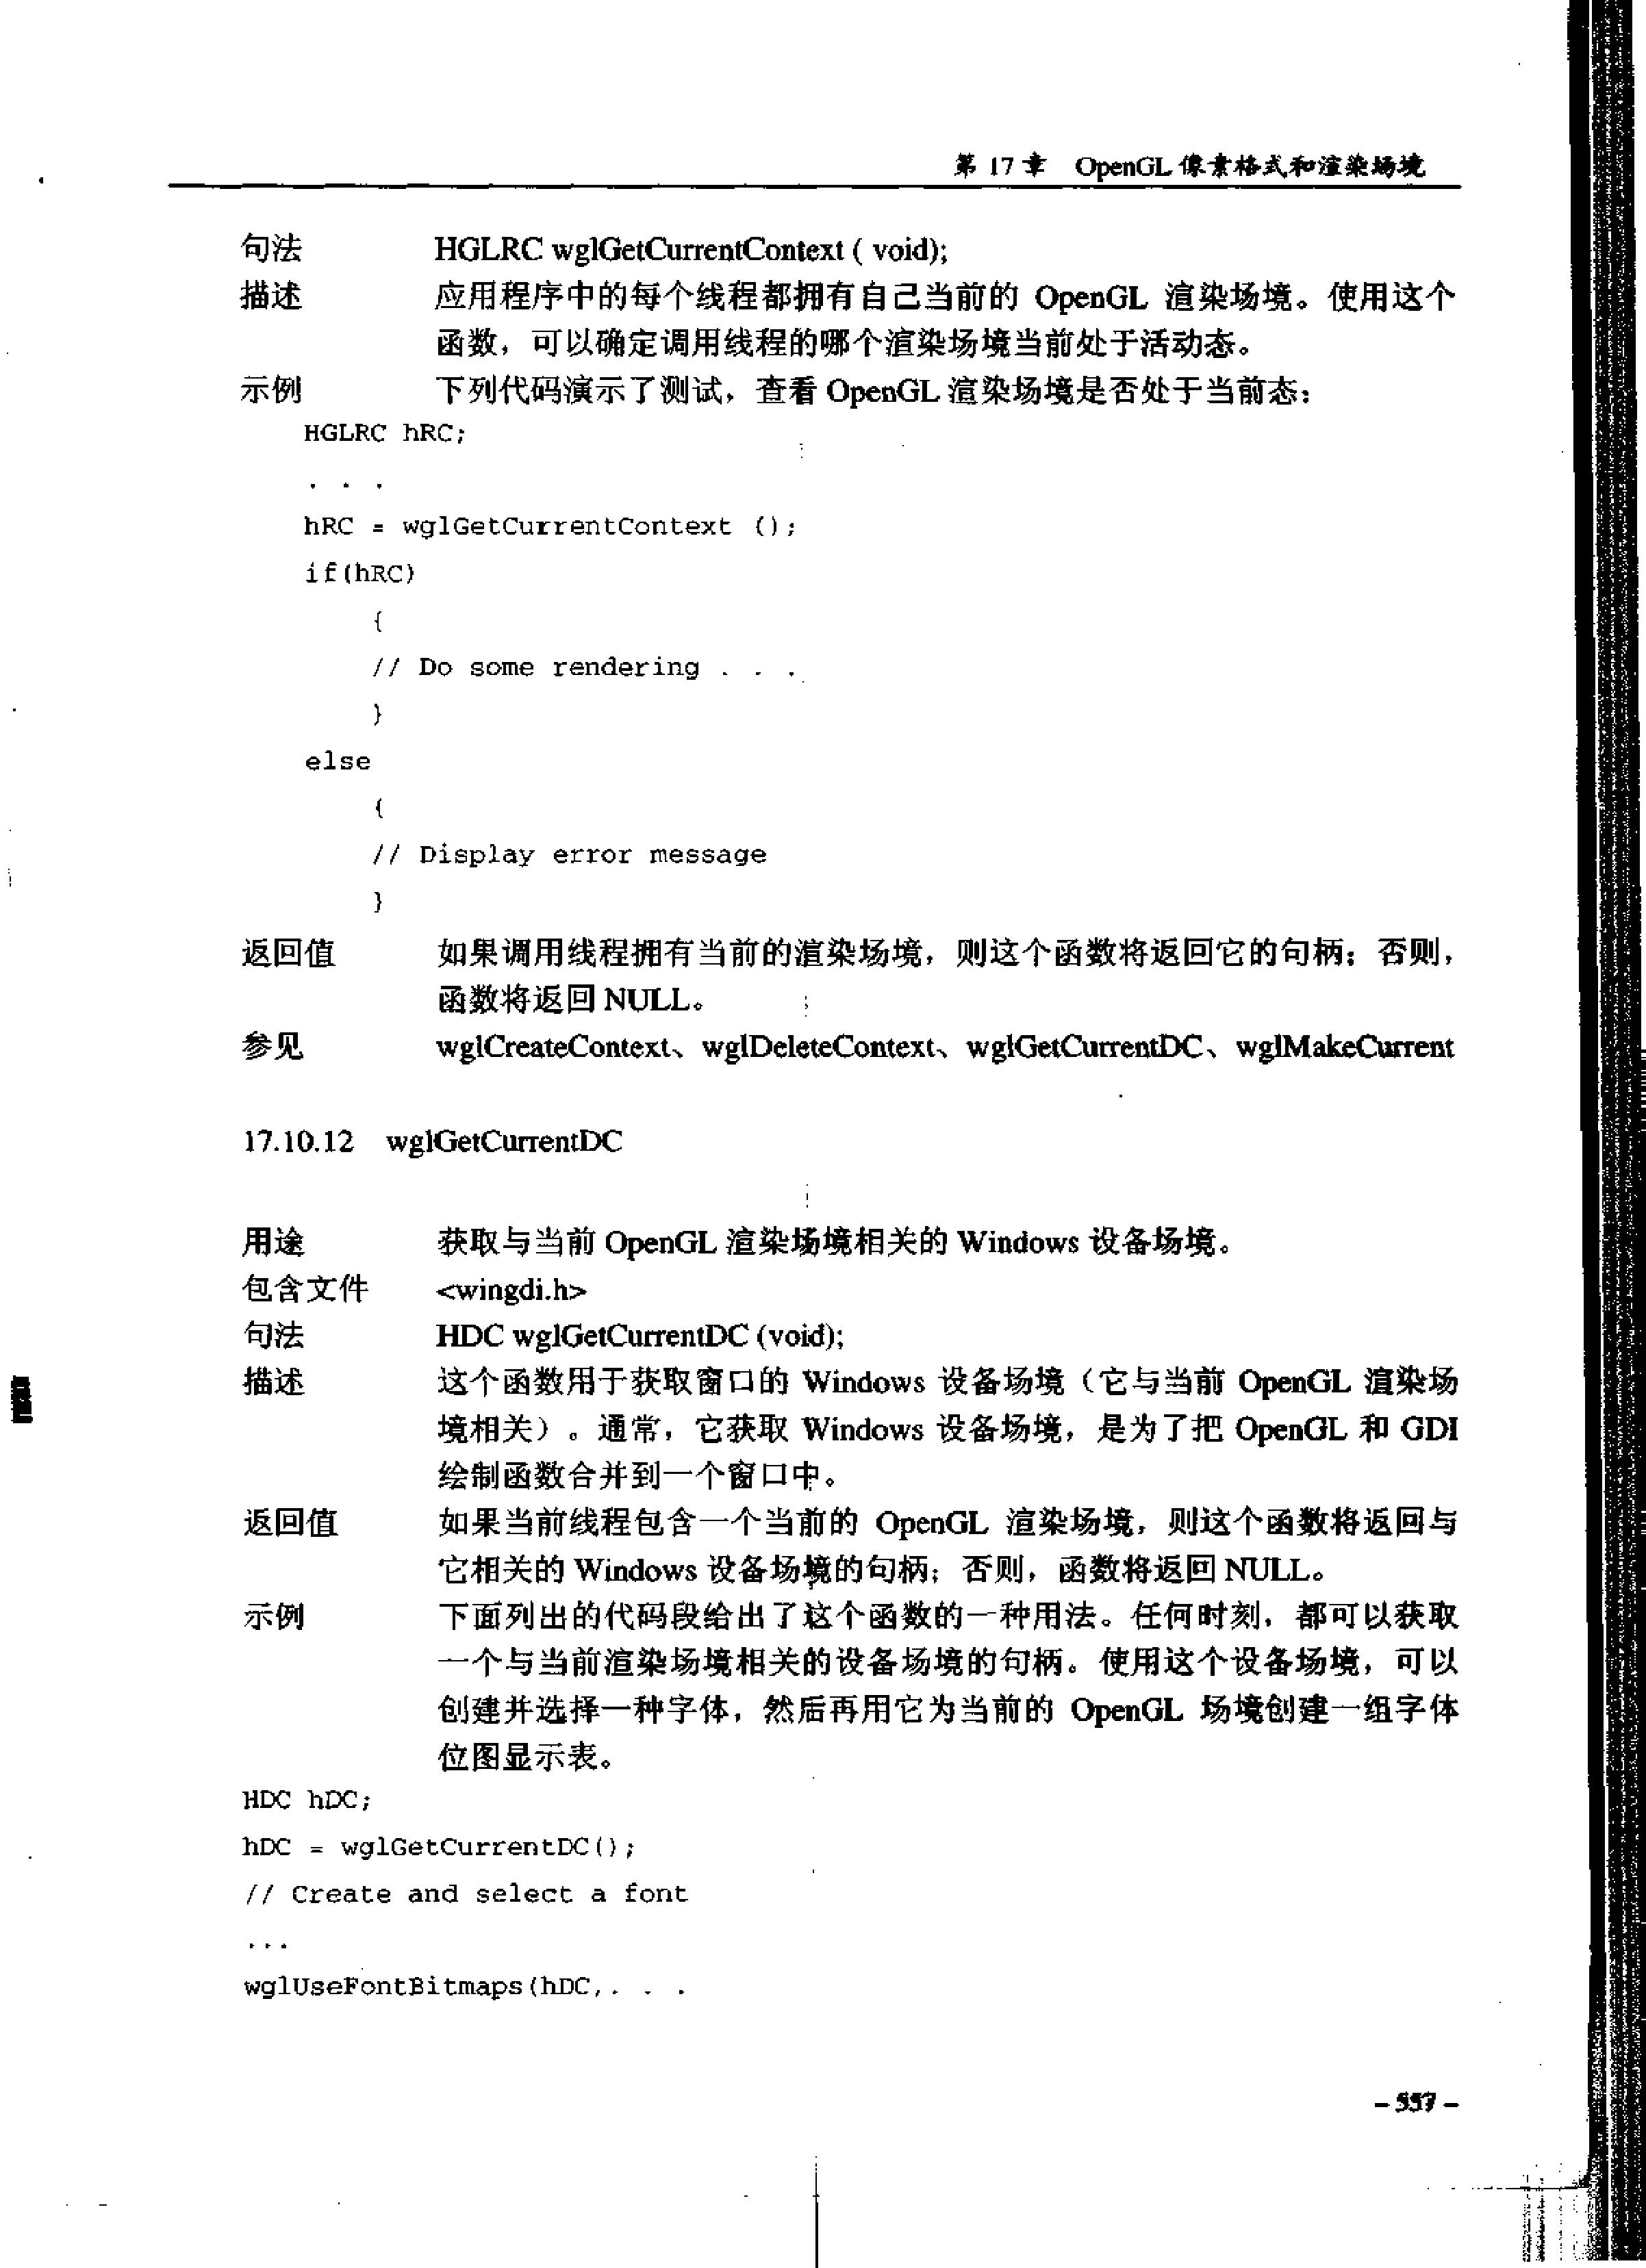 第 17 章 OpenGL 像素格式和渲染场境
句法 HGLRC wglGetCurrentContext ( void);
描述 应用程序中的每个线程都拥有自己当前的 OpenGL 渲染场境。使用这个
函数，可以确定调用线程的哪个渲染场境当前处于活动态。
示例 下列代码演示了测试，查看 OpenGL 渲染场境是否处于当前态：
HGLRC hRC;
. . .
hRC = wglGetCurrentContext ();
if(hRC)
{
// Do some rendering . . .
}
else
{
// Display error message
}
返回值 如果调用线程拥有当前的渲染场境，则这个函数将返回它的句柄；否则，
函数将返回 NULL。
参见 wglCreateContext、wglDeleteContext、wglGetCurrentDC、wglMakeCurrent
17.10.12 wglGetCurrentDC
用途 获取与当前 OpenGL 渲染场境相关的 Windows 设备场境。
包含文件 <wingdi.h>
句法 HDC wglGetCurrentDC (void);
描述 这个函数用于获取窗口的 Windows 设备场境（它与当前 OpenGL 渲染场
境相关）。通常，它获取 Windows 设备场境，是为了把 OpenGL 和 GDI
绘制函数合并到一个窗口中。
返回值 如果当前线程包含一个当前的 OpenGL 渲染场境，则这个函数将返回与
它相关的 Windows 设备场境的句柄；否则，函数将返回 NULL。
示例 下面列出的代码段给出了这个函数的一种用法。任何时刻，都可以获取
一个与当前渲染场境相关的设备场境的句柄。使用这个设备场境，可以
创建并选择一种字体，然后再用它为当前的 OpenGL 场境创建一组字体
位图显示表。
HDC hDC;
hDC = wglGetCurrentDC();
// Create and select a font
...
wglUseFontBitmaps(hDC,. . .
- 557 -